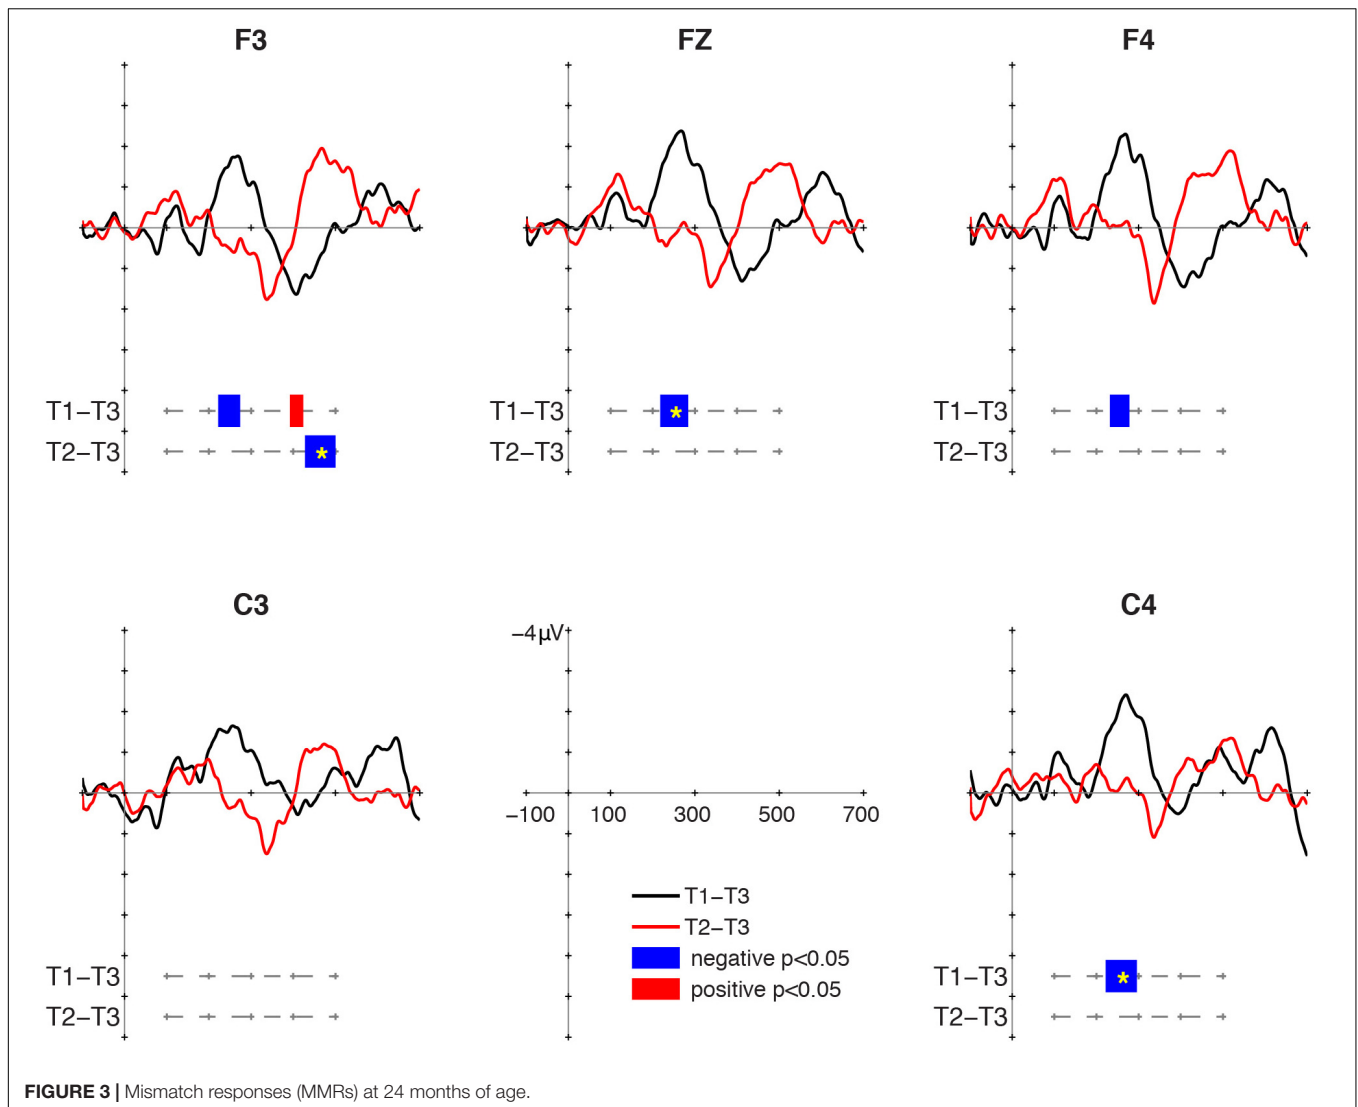 F3
FZ
F4
T1−T3
T2−T3
T1−T3
T2−T3
T1−T3
T2−T3
C3
C4
−4μV
−100 100 300 500 700
T1−T3
T2−T3
negative p<0.05
positive p<0.05
T1−T3
T2−T3
T1−T3
T2−T3
FIGURE 3 | Mismatch responses (MMRs) at 24 months of age.